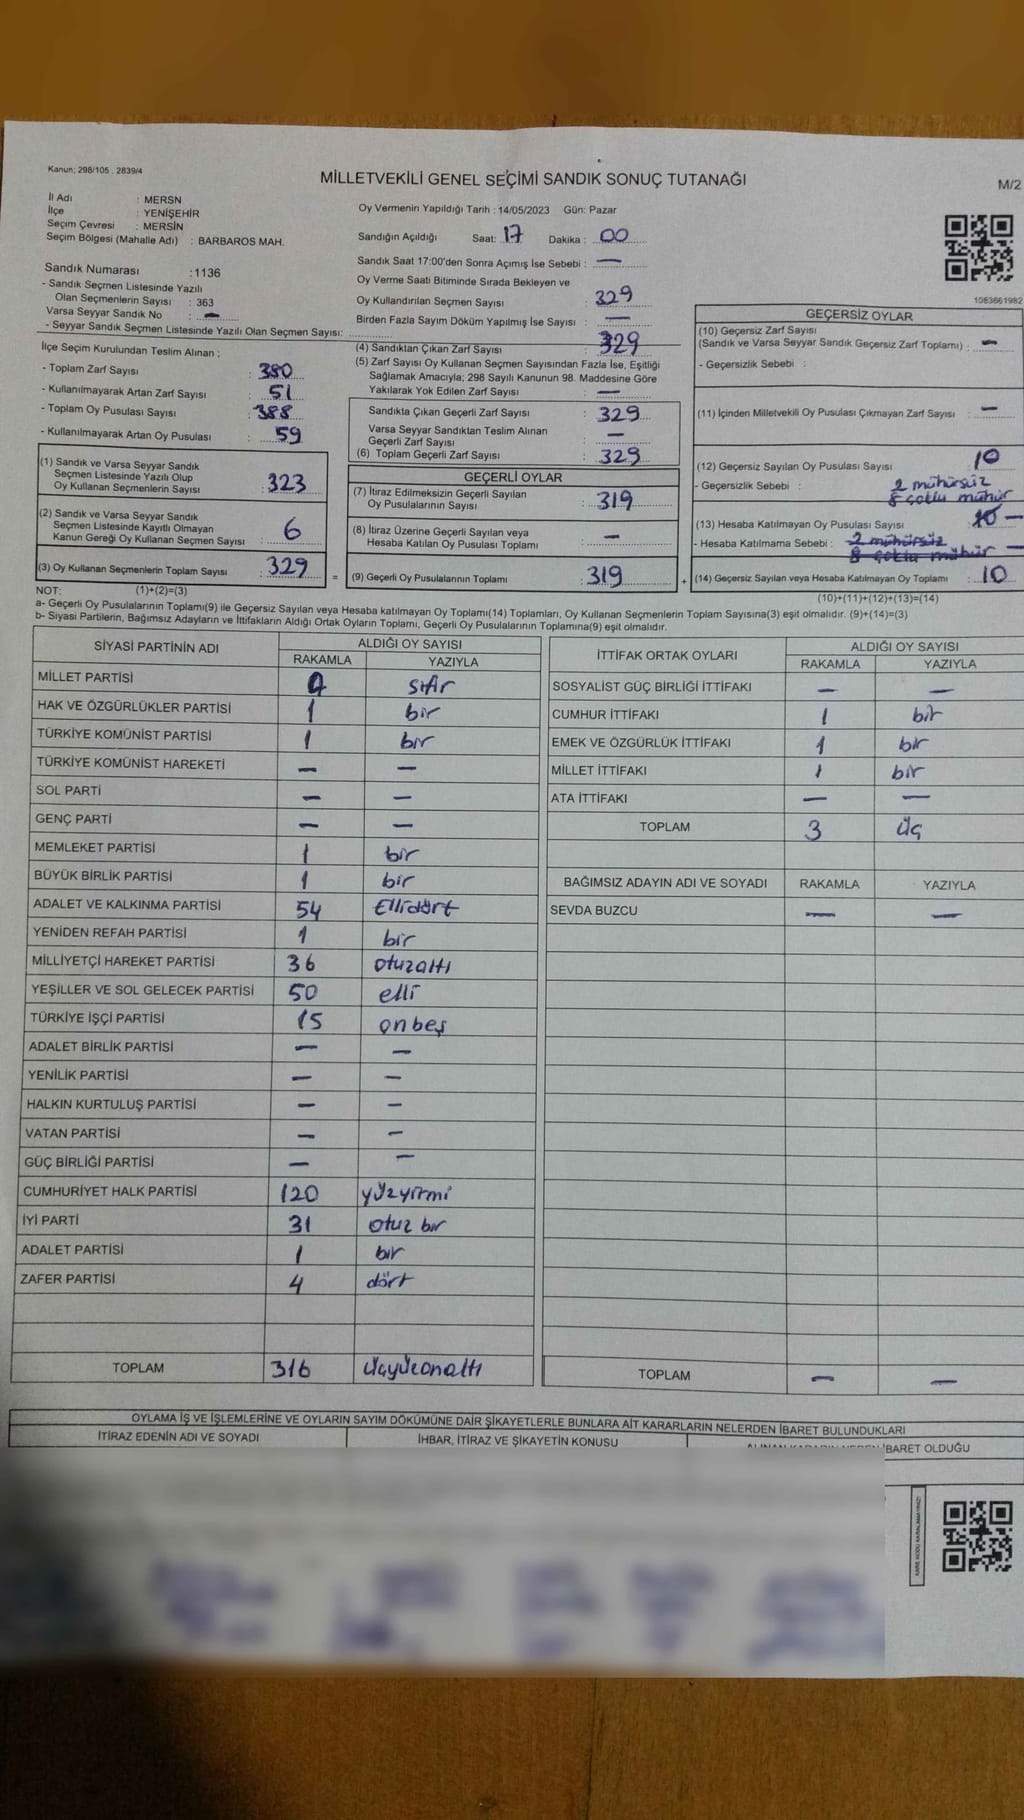 Kanun; 298/105 . 2839/4
MİLLETVEKİLİ GENEL SEÇİMİ SANDIK SONUÇ TUTANAĞI
M/2
İl Adı : MERSN
İlçe : YENİŞEHİR
Seçim Çevresi : MERSİN
Seçim Bölgesi (Mahalle Adı) : BARBAROS MAH.
Oy Vermenin Yapıldığı Tarih : 14/05/2023 Gün: Pazar
Sandığın Açıldığı Saat: 17 Dakika : 00
Sandık Saat 17:00'den Sonra Açımış İse Sebebi : —
Oy Verme Saati Bitiminde Sırada Bekleyen ve
Oy Kullandırılan Seçmen Sayısı : 329
Birden Fazla Sayım Döküm Yapılmış İse Sayısı : —
Sandık Numarası :1136
- Sandık Seçmen Listesinde Yazılı
Olan Seçmenlerin Sayısı : 363
Varsa Seyyar Sandık No : —
- Seyyar Sandık Seçmen Listesinde Yazılı Olan Seçmen Sayısı:
1083661982
İlçe Seçim Kurulundan Teslim Alınan ;
- Toplam Zarf Sayısı : 380
- Kullanılmayarak Artan Zarf Sayısı : 51
- Toplam Oy Pusulası Sayısı : 388
- Kullanılmayarak Artan Oy Pusulası : 59
(1) Sandık ve Varsa Seyyar Sandık
Seçmen Listesinde Yazılı Olup
Oy Kullanan Seçmenlerin Sayısı : 323
(2) Sandık ve Varsa Seyyar Sandık
Seçmen Listesinde Kayıtlı Olmayan
Kanun Gereği Oy Kullanan Seçmen Sayısı : 6
(3) Oy Kullanan Seçmenlerin Toplam Sayısı : 329
(4) Sandıktan Çıkan Zarf Sayısı : 329
(5) Zarf Sayısı Oy Kullanan Seçmen Sayısından Fazla İse, Eşitliği
Sağlamak Amacıyla; 298 Sayılı Kanunun 98. Maddesine Göre
Yakılarak Yok Edilen Zarf Sayısı : —
Sandıkta Çıkan Geçerli Zarf Sayısı : 329
Varsa Seyyar Sandıktan Teslim Alınan
Geçerli Zarf Sayısı : —
(6) Toplam Geçerli Zarf Sayısı : 329
GEÇERLİ OYLAR
(7) İtiraz Edilmeksizin Geçerli Sayılan
Oy Pusulalarının Sayısı : 319
(8) İtiraz Üzerine Geçerli Sayılan veya
Hesaba Katılan Oy Pusulası Toplamı : —
= (9) Geçerli Oy Pusulalarının Toplamı : 319
GEÇERSİZ OYLAR
(10) Geçersiz Zarf Sayısı
(Sandık ve Varsa Seyyar Sandık Geçersiz Zarf Toplamı) : —
- Geçersizlik Sebebi :
(11) İçinden Milletvekili Oy Pusulası Çıkmayan Zarf Sayısı : —
(12) Geçersiz Sayılan Oy Pusulası Sayısı 10
- Geçersizlik Sebebi : 2 mühürsüz
8 çoklu mühür
(13) Hesaba Katılmayan Oy Pusulası Sayısı : 10 —
- Hesaba Katılmama Sebebi : 2 mühürsüz
8 çoklu mühür —
+ (14) Geçersiz Sayılan veya Hesaba Katılmayan Oy Toplamı : 10
NOT: (1)+(2)=(3)
(10)+(11)+(12)+(13)=(14)
a- Geçerli Oy Pusulalarının Toplamı(9) ile Geçersiz Sayılan veya Hesaba katılmayan Oy Toplamı(14) Toplamları, Oy Kullanan Seçmenlerin Toplam Sayısına(3) eşit olmalıdır. (9)+(14)=(3)
b- Siyasi Partilerin, Bağımsız Adayların ve İttifakların Aldığı Ortak Oyların Toplamı, Geçerli Oy Pusulalarının Toplamına(9) eşit olmalıdır.
SİYASİ PARTİNİN ADI ALDIĞI OY SAYISI
RAKAMLA YAZIYLA
MİLLET PARTİSİ 0 sıfır
HAK VE ÖZGÜRLÜKLER PARTİSİ 1 bir
TÜRKİYE KOMÜNİST PARTİSİ 1 bir
TÜRKİYE KOMÜNİST HAREKETİ — —
SOL PARTİ — —
GENÇ PARTİ — —
MEMLEKET PARTİSİ 1 bir
BÜYÜK BİRLİK PARTİSİ 1 bir
ADALET VE KALKINMA PARTİSİ 54 Ellidört
YENİDEN REFAH PARTİSİ 1 bir
MİLLİYETÇİ HAREKET PARTİSİ 36 otuzaltı
YEŞİLLER VE SOL GELECEK PARTİSİ 50 elli
TÜRKİYE İŞÇİ PARTİSİ 15 onbeş
ADALET BİRLİK PARTİSİ — —
YENİLİK PARTİSİ — —
HALKIN KURTULUŞ PARTİSİ — —
VATAN PARTİSİ — —
GÜÇ BİRLİĞİ PARTİSİ — —
CUMHURİYET HALK PARTİSİ 120 yüzyirmi
İYİ PARTİ 31 otuz bir
ADALET PARTİSİ 1 bir
ZAFER PARTİSİ 4 dört
TOPLAM 316 üçyüzonaltı
İTTİFAK ORTAK OYLARI ALDIĞI OY SAYISI
RAKAMLA YAZIYLA
SOSYALİST GÜÇ BİRLİĞİ İTTİFAKI — —
CUMHUR İTTİFAKI 1 bir
EMEK VE ÖZGÜRLÜK İTTİFAKI 1 bir
MİLLET İTTİFAKI 1 bir
ATA İTTİFAKI — —
TOPLAM 3 üç
BAĞIMSIZ ADAYIN ADI VE SOYADI RAKAMLA YAZIYLA
SEVDA BUZCU — —
TOPLAM — —
OYLAMA İŞ VE İŞLEMLERİNE VE OYLARIN SAYIM DÖKÜMÜNE DAİR ŞİKAYETLERLE BUNLARA AİT KARARLARIN NELERDEN İBARET BULUNDUKLARI
İTİRAZ EDENİN ADI VE SOYADI İHBAR, İTİRAZ VE ŞİKAYETİN KONUSU İBARET OLDUĞU